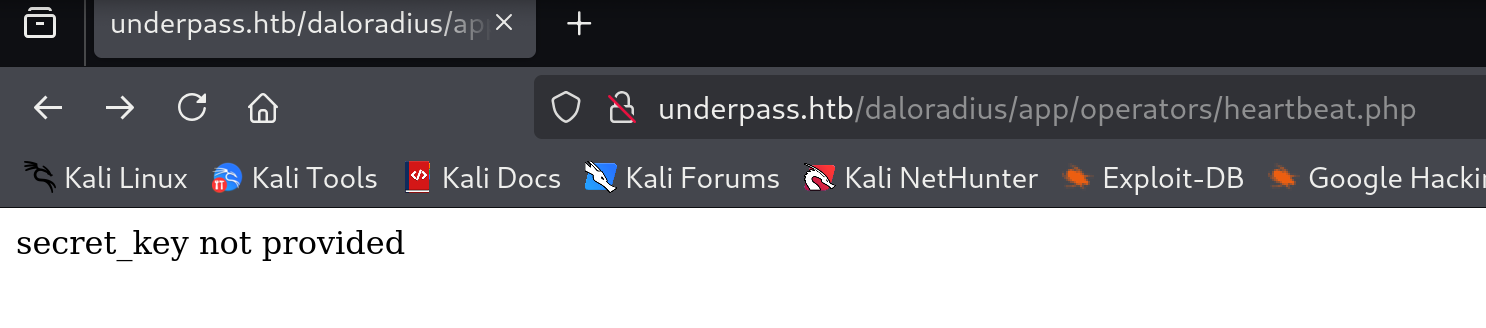 underpass.htb/daloradius/ap
underpass.htb/daloradius/app/operators/heartbeat.php
Kali Linux Kali Tools Kali Docs Kali Forums Kali NetHunter Exploit-DB Google Hacki
secret_key not provided